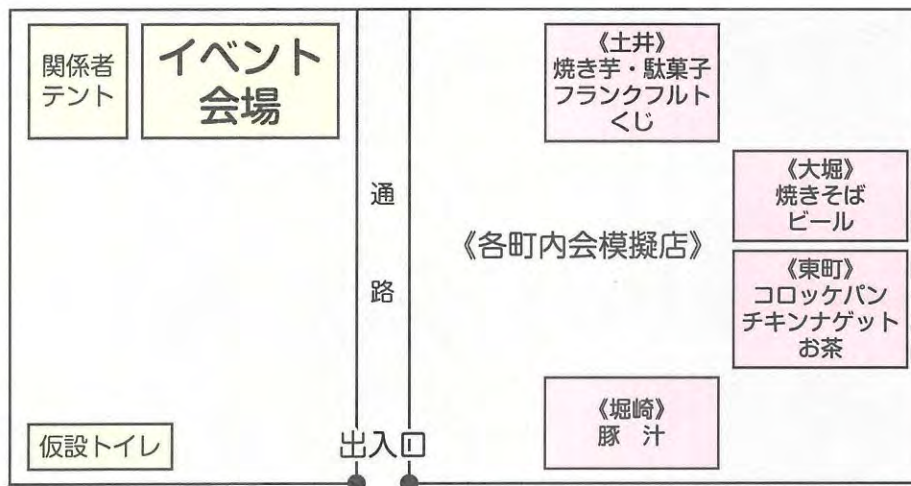 関係者
テント
イベント
会場
仮設トイレ
通
路
出入口
《各町内会模擬店》
《土井》
焼き芋・駄菓子
フランクフルト
くじ
《大堀》
焼きそば
ビール
《東町》
コロッケパン
チキンナゲット
お茶
《堀崎》
豚 汁